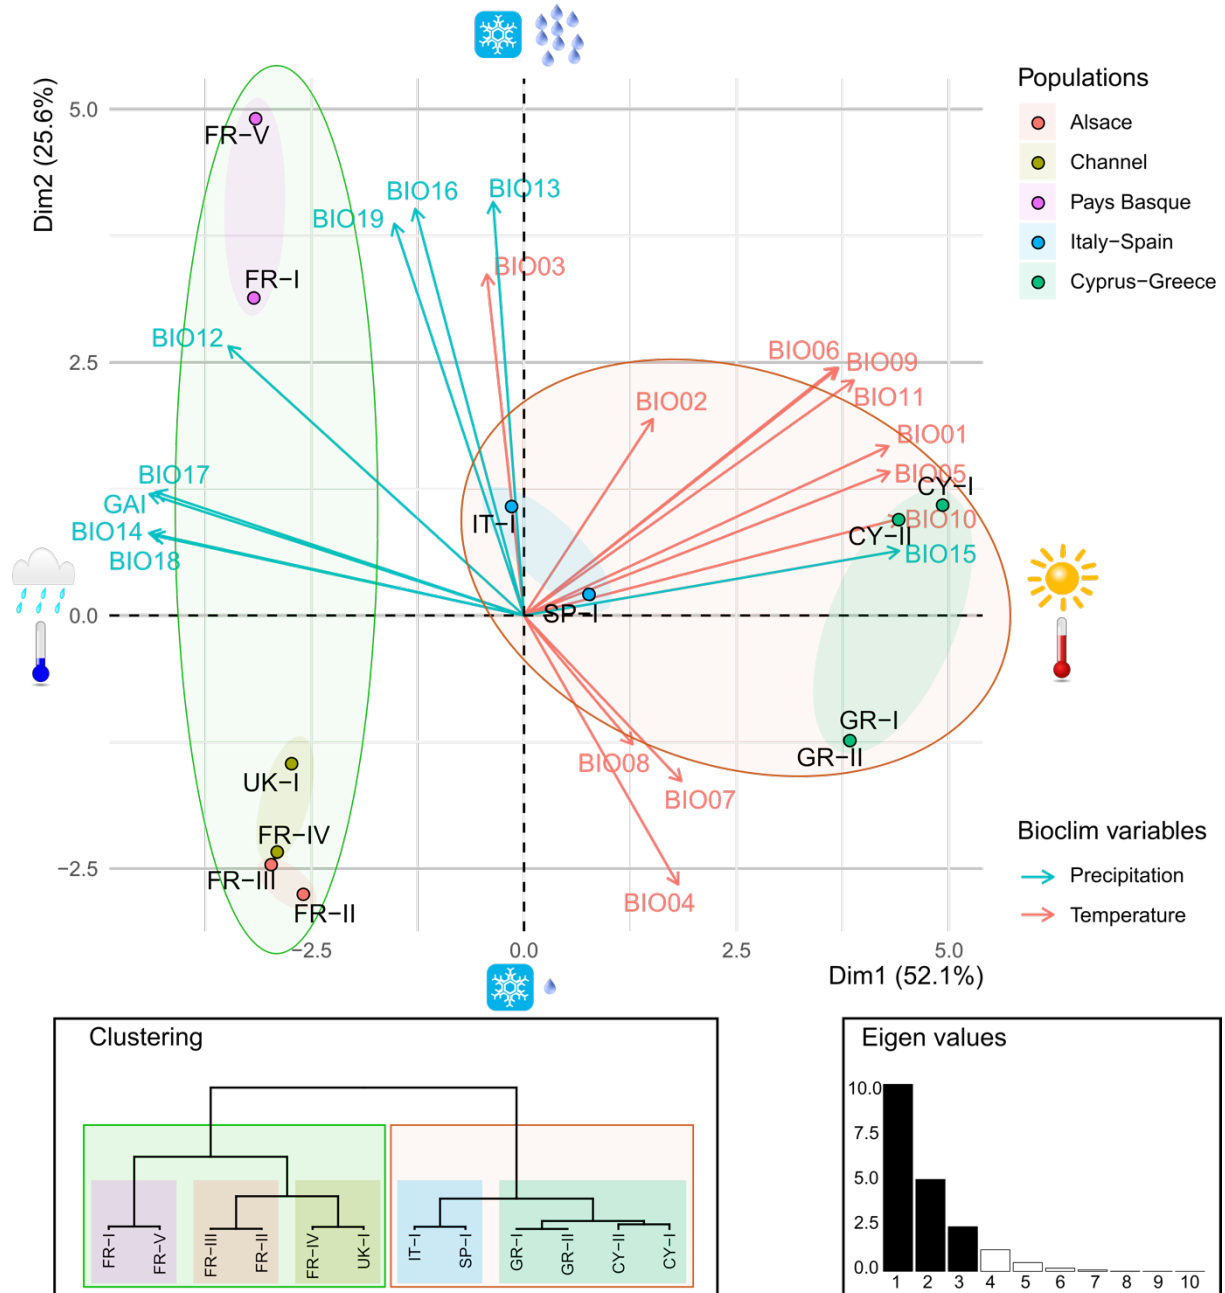 Dim2 (25.6%)
5.0
2.5
0.0
−2.5
FR−V
FR−I
BIO16
BIO13
BIO19
BIO03
BIO12
BIO06
BIO09
BIO02
BIO11
BIO01
BIO17
BIO05
CY−I
GAI
IT−I
BIO10
BIO14
CY−II
BIO18
BIO15
SP−I
GR−I
GR−II
BIO08
UK−I
BIO07
FR−IV
FR−III
BIO04
FR−II
−2.5
0.0
2.5
5.0
Dim1 (52.1%)
Populations
Alsace
Channel
Pays Basque
Italy−Spain
Cyprus−Greece
Bioclim variables
Precipitation
Temperature
Clustering
FR−I
FR−V
FR−III
FR−II
FR−IV
UK−I
IT−I
SP−I
GR−I
GR−II
CY−II
CY−I
Eigen values
10.0
7.5
5.0
2.5
0.0
1 2 3 4 5 6 7 8 9 10